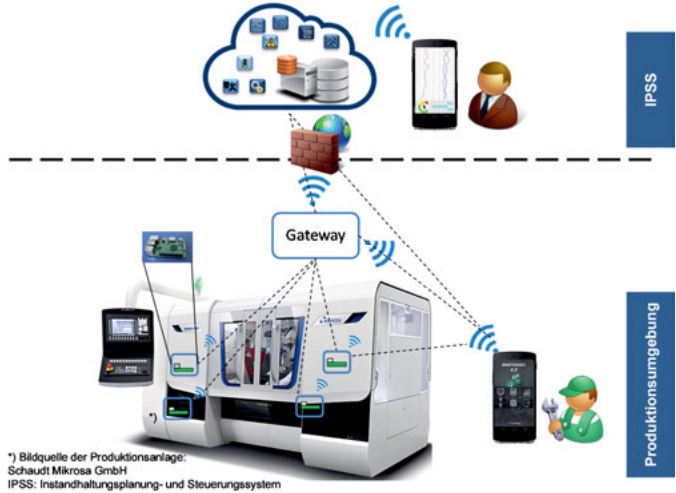 IPSS
Gateway
Produktionsumgebung
*)
*) Bildquelle der Produktionsanlage:
Schaudt Mikrosa GmbH
IPSS: Instandhaltungsplanung- und Steuerungssystem